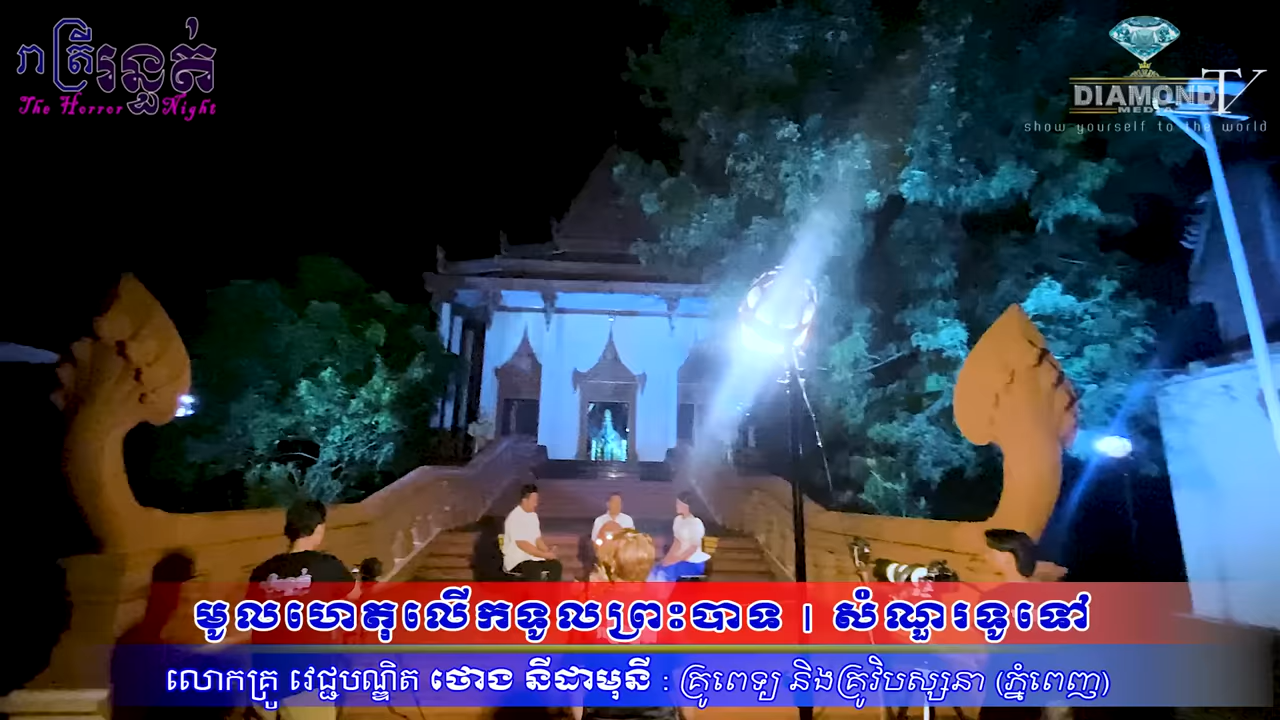 រាត្រីរន្ធត់
The Horror Night
DIAMOND TV
MEDIA
show yourself to the world
មូលហេតុលើកទូលព្រះបាទ | សំណួរទូទៅ
លោកគ្រូ វេជ្ជបណ្ឌិត ថោង នីដាមុនី : គ្រូពេទ្យ និងគ្រូវិបស្សនា (ភ្នំពេញ)